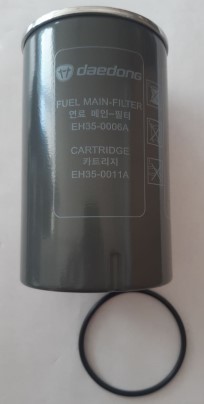 daedong
FUEL MAIN-FILTER
연료 메인-필터
EH35-0006A
CARTRIDGE
카트리지
EH35-0011A